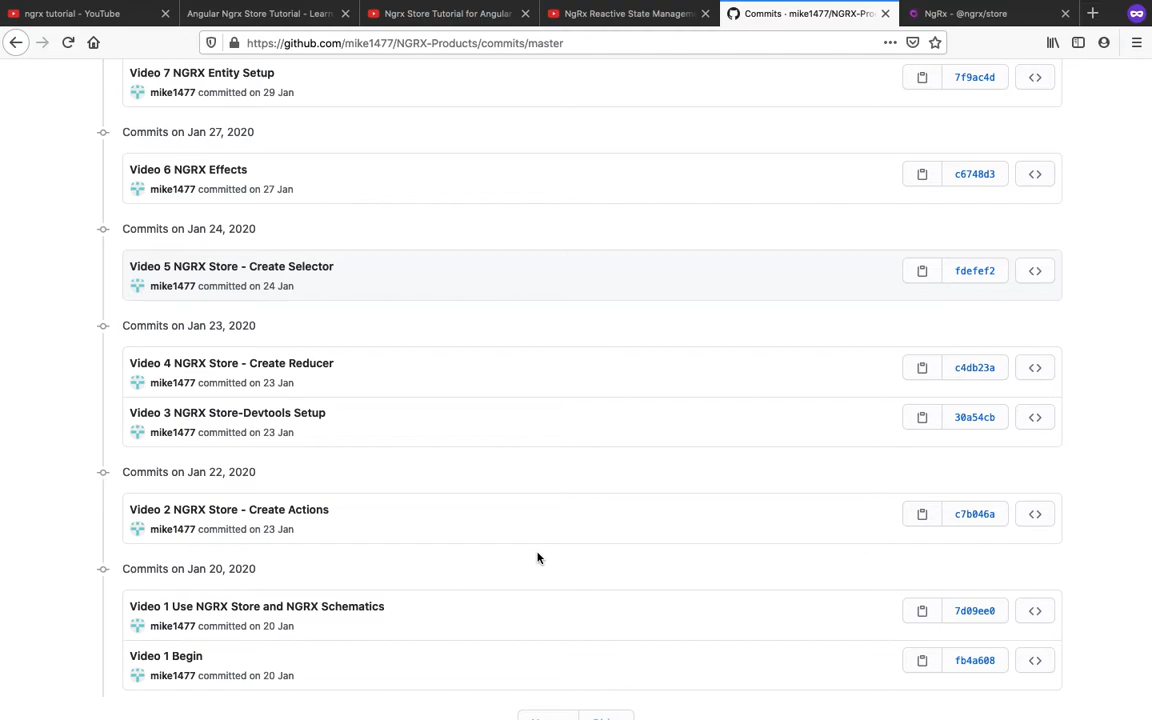 ngrx tutorial - YouTube
Angular Ngrx Store Tutorial - Learn
Ngrx Store Tutorial for Angular
NgRx Reactive State Managem
Commits · mike1477/NGRX-Pro
NgRx - @ngrx/store
https://github.com/mike1477/NGRX-Products/commits/master
Video 7 NGRX Entity Setup
mike1477 committed on 29 Jan
7f9ac4d
Commits on Jan 27, 2020
Video 6 NGRX Effects
mike1477 committed on 27 Jan
c6748d3
Commits on Jan 24, 2020
Video 5 NGRX Store - Create Selector
mike1477 committed on 24 Jan
fdefef2
Commits on Jan 23, 2020
Video 4 NGRX Store - Create Reducer
mike1477 committed on 23 Jan
c4db23a
Video 3 NGRX Store-Devtools Setup
mike1477 committed on 23 Jan
30a54cb
Commits on Jan 22, 2020
Video 2 NGRX Store - Create Actions
mike1477 committed on 23 Jan
c7b046a
Commits on Jan 20, 2020
Video 1 Use NGRX Store and NGRX Schematics
mike1477 committed on 20 Jan
7d09ee0
Video 1 Begin
mike1477 committed on 20 Jan
fb4a608